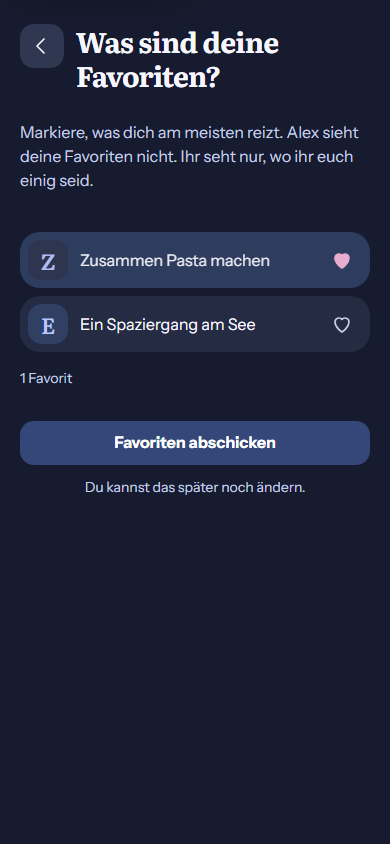 Was sind deine
Favoriten?
Markiere, was dich am meisten reizt. Alex sieht
deine Favoriten nicht. Ihr seht nur, wo ihr euch
einig seid.
Z Zusammen Pasta machen
E Ein Spaziergang am See
1 Favorit
Favoriten abschicken
Du kannst das später noch ändern.